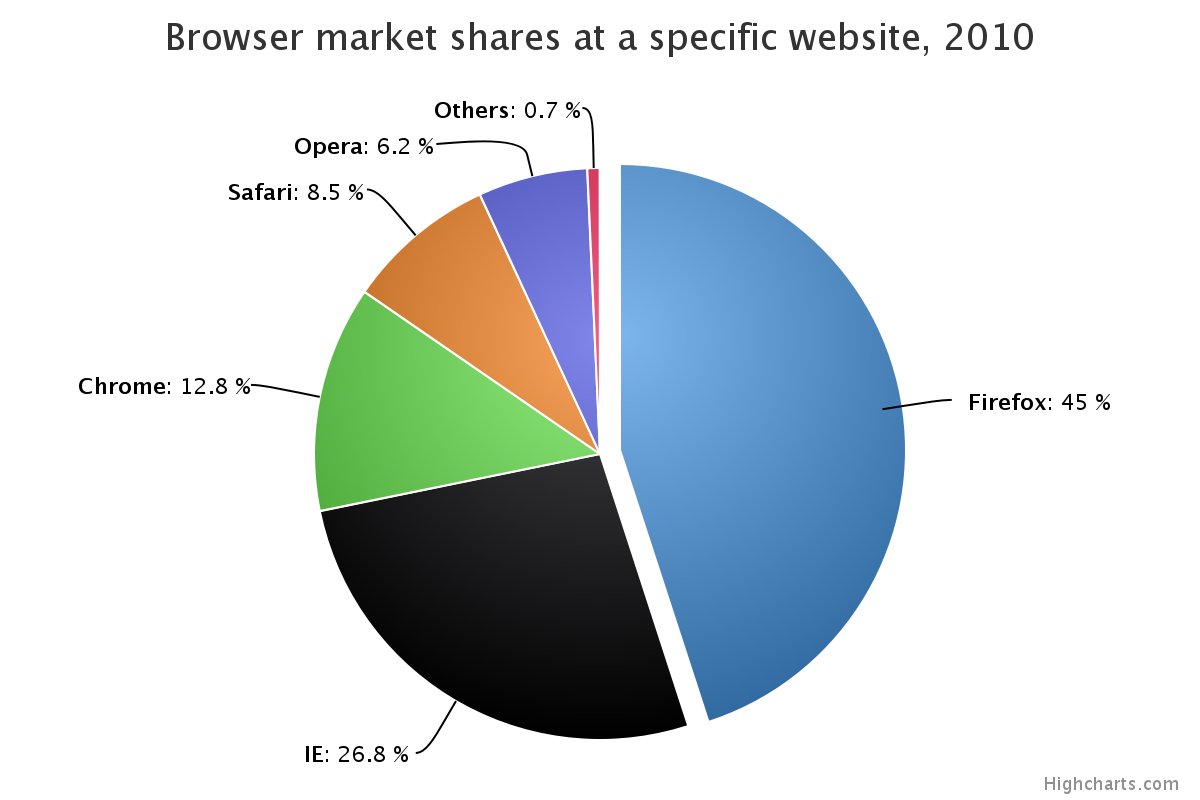 Browser market shares at a specific website, 2010
Others: 0.7 %
Opera: 6.2 %
Safari: 8.5 %
Chrome: 12.8 %
Firefox: 45 %
IE: 26.8 %
Highcharts.com